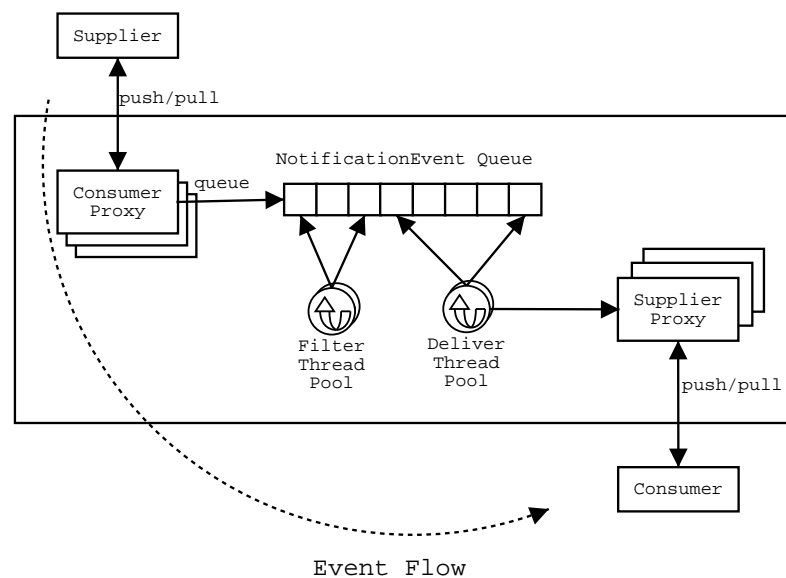 Supplier
push/pull
NotificationEvent Queue
queue
Consumer
Proxy
Supplier
Proxy
Filter
Thread
Pool
Deliver
Thread
Pool
push/pull
Consumer
Event Flow